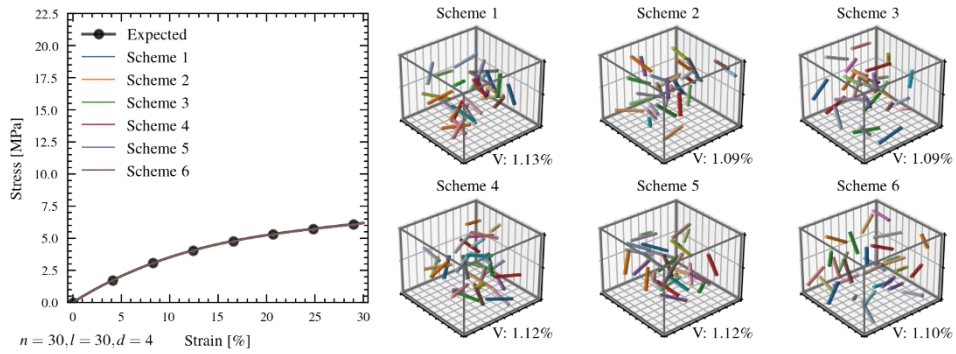 22.5
20.0
17.5
15.0
12.5
10.0
7.5
5.0
2.5
0.0
Stress [MPa]
Expected
Scheme 1
Scheme 2
Scheme 3
Scheme 4
Scheme 5
Scheme 6
0 5 10 15 20 25 30
n = 30, l = 30, d = 4 Strain [%]
Scheme 1
V: 1.13%
Scheme 2
V: 1.09%
Scheme 3
V: 1.09%
Scheme 4
V: 1.12%
Scheme 5
V: 1.12%
Scheme 6
V: 1.10%